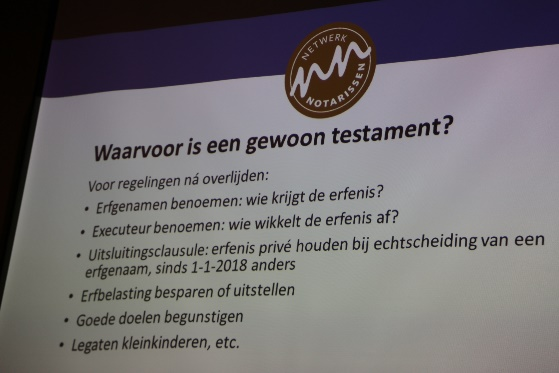 NETWERK
nn
NOTARISSEN
Waarvoor is een gewoon testament?
Voor regelingen ná overlijden:
• Erfgenamen benoemen: wie krijgt de erfenis?
• Executeur benoemen: wie wikkelt de erfenis af?
• Uitsluitingsclausule: erfenis privé houden bij echtscheiding van een
erfgenaam, sinds 1-1-2018 anders
• Erfbelasting besparen of uitstellen
• Goede doelen begunstigen
• Legaten kleinkinderen, etc.